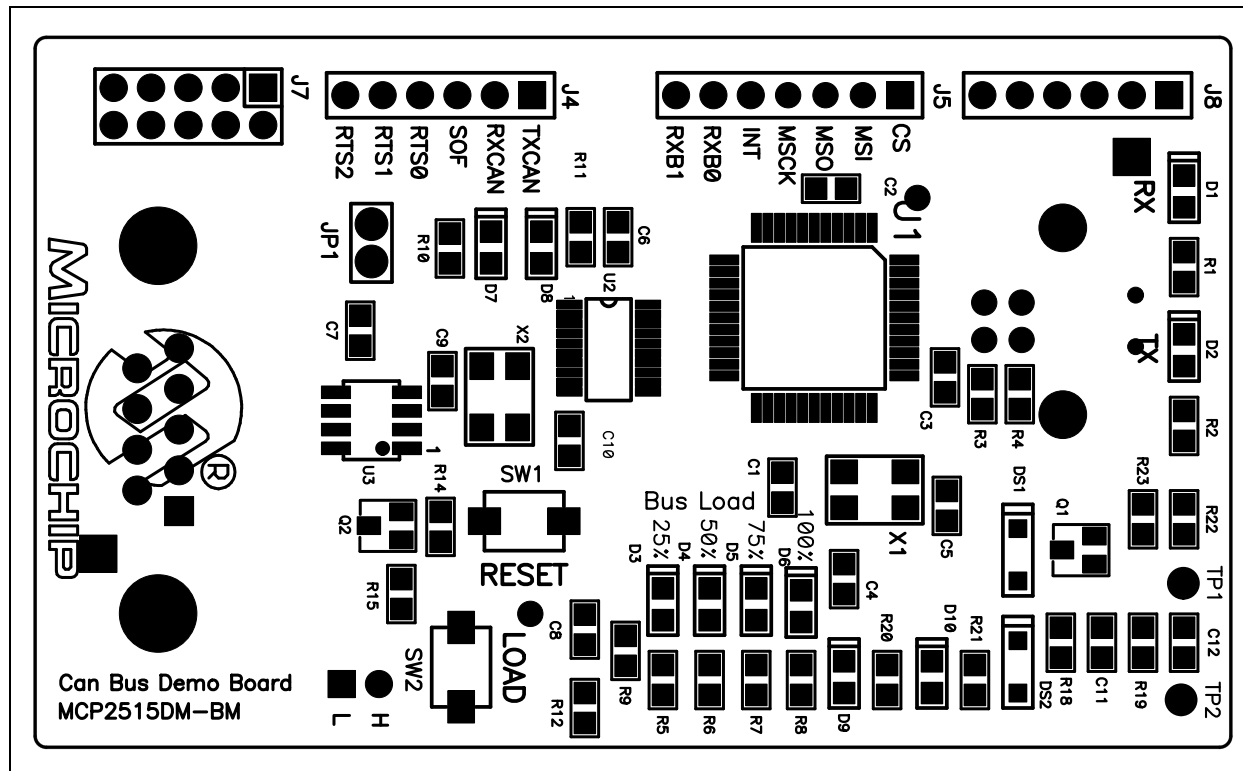 J7
J4
J5
J8
RTS2
RTS1
RTS0
SOF
RXCAN
TXCAN
R11
RXB1
RXB0
INT
MSCK
MSO
MSI
CS
C2
U1
RX
D1
JP1
R10
D7
D8
1
C6
U2
R1
MICROCHIP
®
C7
C9
X2
TX
D2
C3
R3
R4
R2
U3
1
R14
C10
SW1
RESET
C1
Bus Load
25%
50%
75%
100%
D3
D4
D5
D6
X1
C5
DS1
Q1
R23
R22
Q2
R15
C4
TP1
SW2
LOAD
C8
R9
R12
R5
R6
R7
R8
D9
R20
D10
R21
DS2
R18
C11
R19
C12
TP2
Can Bus Demo Board
MCP2515DM-BM
L
H